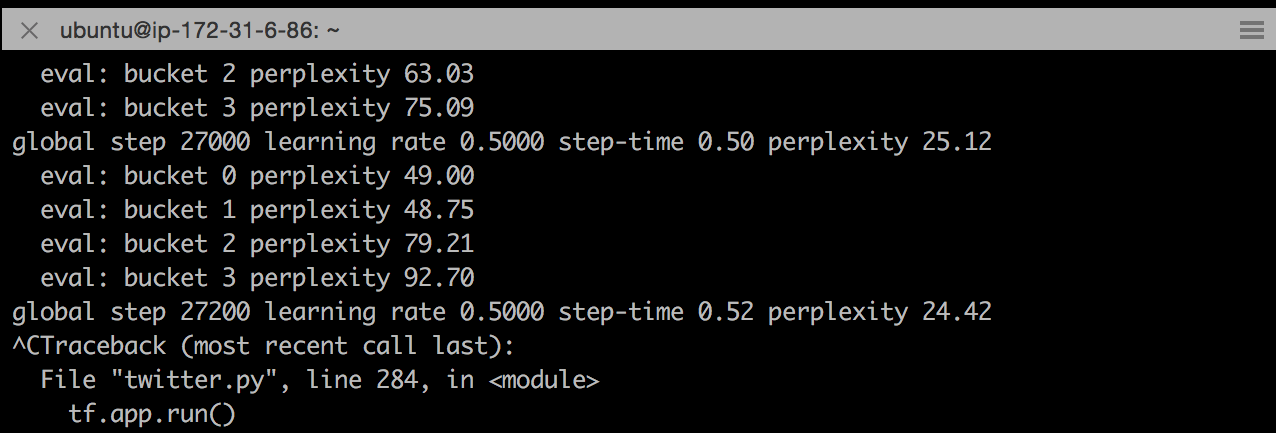 ubuntu@ip-172-31-6-86: ~
eval: bucket 2 perplexity 63.03
eval: bucket 3 perplexity 75.09
global step 27000 learning rate 0.5000 step-time 0.50 perplexity 25.12
eval: bucket 0 perplexity 49.00
eval: bucket 1 perplexity 48.75
eval: bucket 2 perplexity 79.21
eval: bucket 3 perplexity 92.70
global step 27200 learning rate 0.5000 step-time 0.52 perplexity 24.42
^CTraceback (most recent call last):
File "twitter.py", line 284, in <module>
tf.app.run()